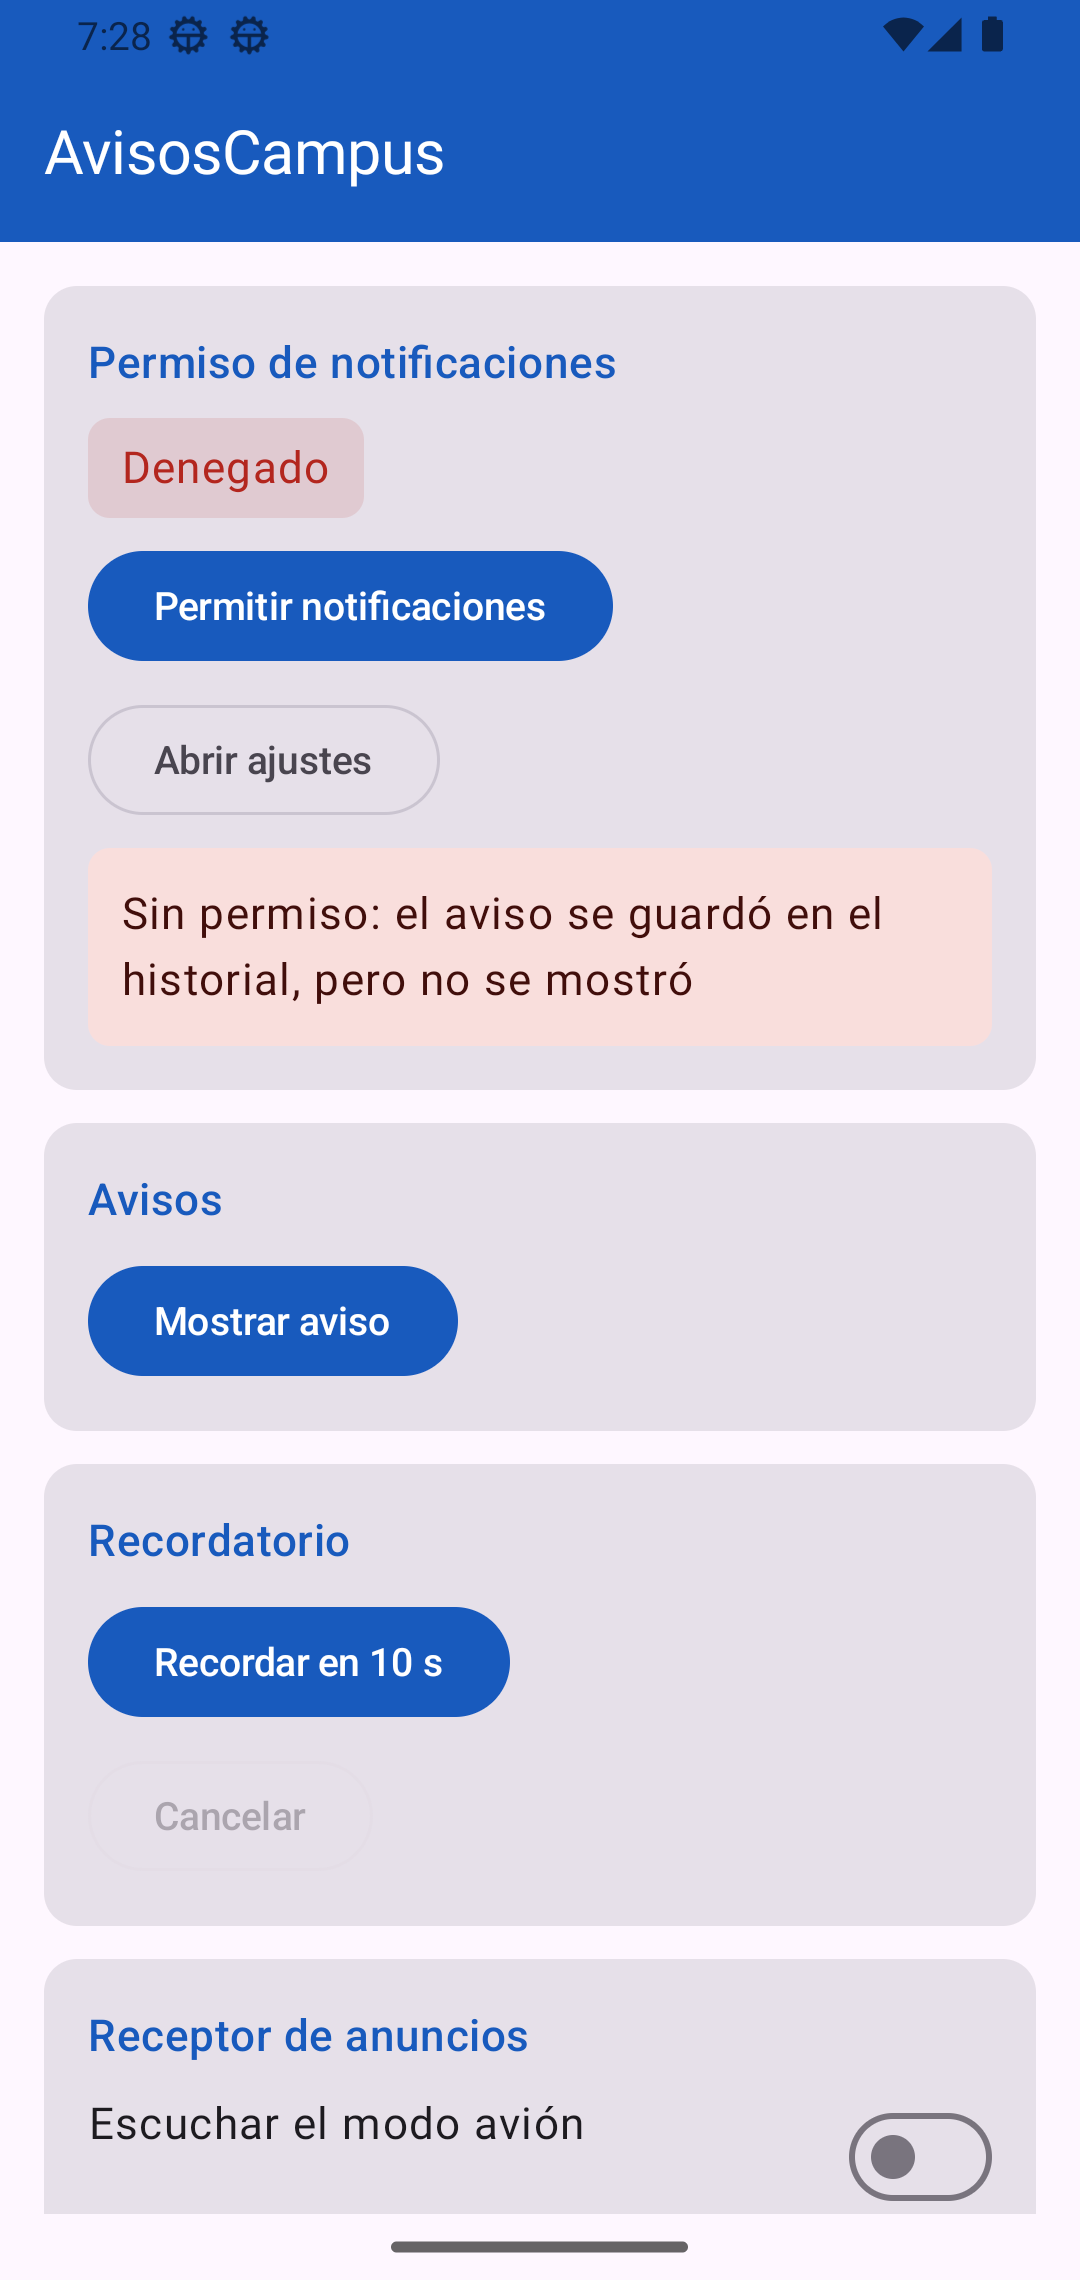 7:28
AvisosCampus
Permiso de notificaciones
Denegado
Permitir notificaciones
Abrir ajustes
Sin permiso: el aviso se guardó en el
historial, pero no se mostró
Avisos
Mostrar aviso
Recordatorio
Recordar en 10 s
Cancelar
Receptor de anuncios
Escuchar el modo avión